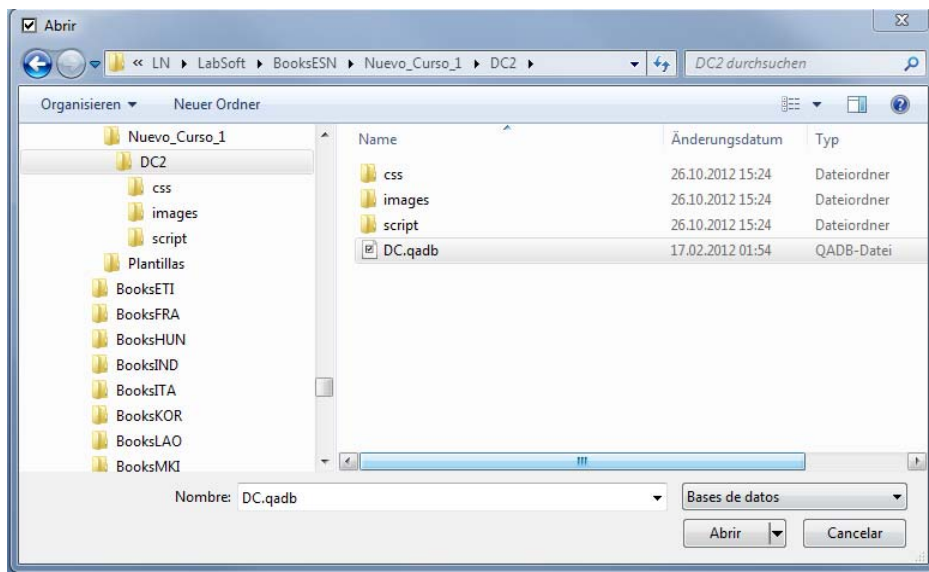 Abrir
« LN LabSoft BooksESN Nuevo_Curso_1 DC2 DC2 durchsuchen
Organisieren Neuer Ordner
Nuevo_Curso_1
DC2
css
images
script
Plantillas
BooksETI
BooksFRA
BooksHUN
BooksIND
BooksITA
BooksKOR
BooksLAO
BooksMKI
Name Änderungsdatum Typ
css 26.10.2012 15:24 Dateiordner
images 26.10.2012 15:24 Dateiordner
script 26.10.2012 15:24 Dateiordner
DC.qadb 17.02.2012 01:54 QADB-Datei
Nombre: DC.qadb Bases de datos
Abrir Cancelar